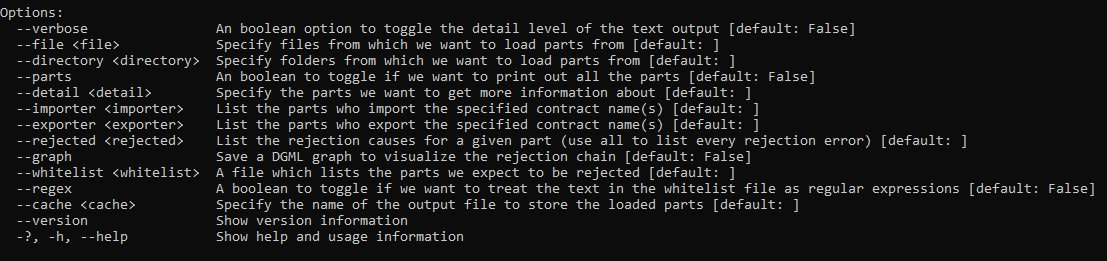 Options:
--verbose An boolean option to toggle the detail level of the text output [default: False]
--file <file> Specify files from which we want to load parts from [default: ]
--directory <directory> Specify folders from which we want to load parts from [default: ]
--parts An boolean to toggle if we want to print out all the parts [default: False]
--detail <detail> Specify the parts we want to get more information about [default: ]
--importer <importer> List the parts who import the specified contract name(s) [default: ]
--exporter <exporter> List the parts who export the specified contract name(s) [default: ]
--rejected <rejected> List the rejection causes for a given part (use all to list every rejection error) [default: ]
--graph Save a DGML graph to visualize the rejection chain [default: False]
--whitelist <whitelist> A file which lists the parts we expect to be rejected [default: ]
--regex A boolean to toggle if we want to treat the text in the whitelist file as regular expressions [default: False]
--cache <cache> Specify the name of the output file to store the loaded parts [default: ]
--version Show version information
-?, -h, --help Show help and usage information